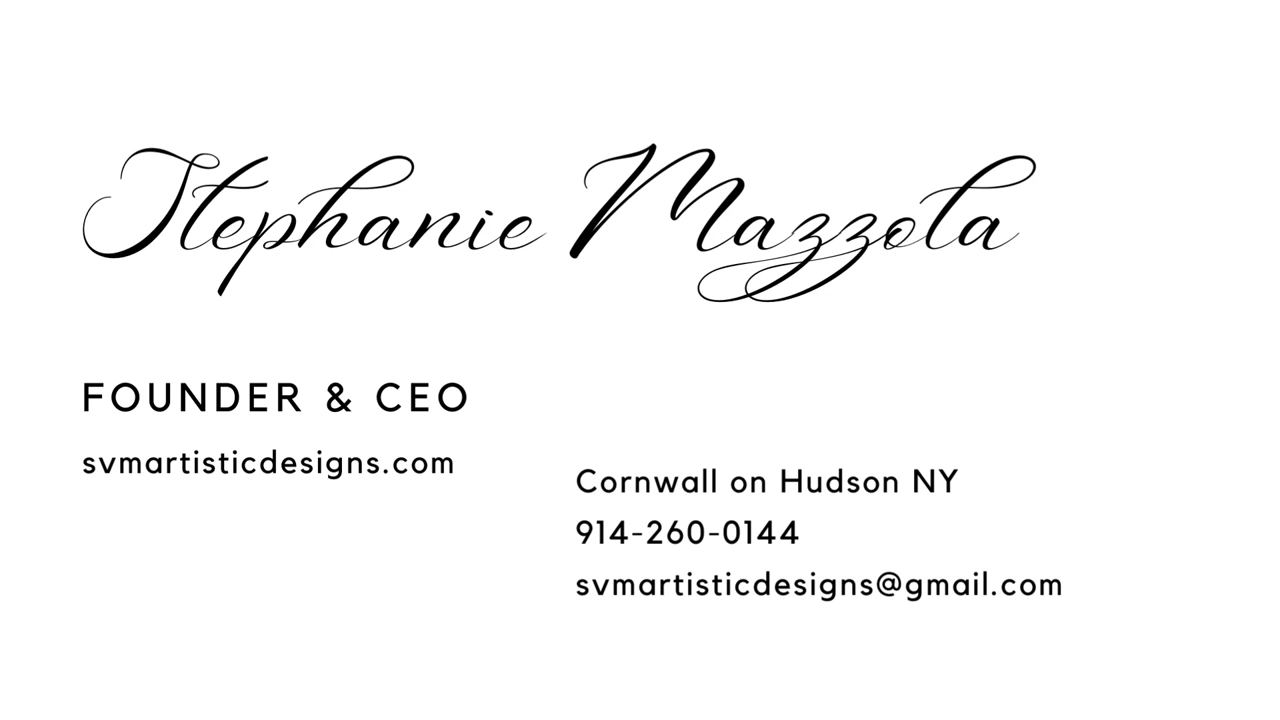 Stephanie Mazzola
FOUNDER & CEO
svmartisticdesigns.com
Cornwall on Hudson NY
914-260-0144
svmartisticdesigns@gmail.com